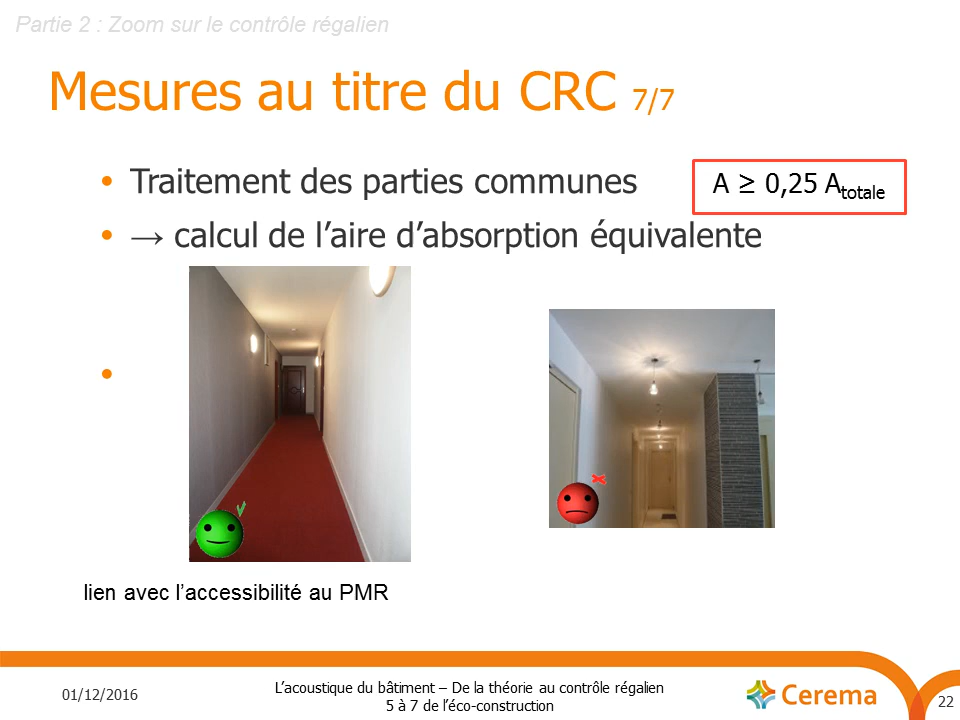 Partie 2 : Zoom sur le contrôle régalien
Mesures au titre du CRC 7/7
• Traitement des parties communes
A ≥ 0,25 Atotale
• → calcul de l’aire d’absorption équivalente
•
lien avec l’accessibilité au PMR
01/12/2016
L’acoustique du bâtiment – De la théorie au contrôle régalien
5 à 7 de l’éco-construction
Cerema
22